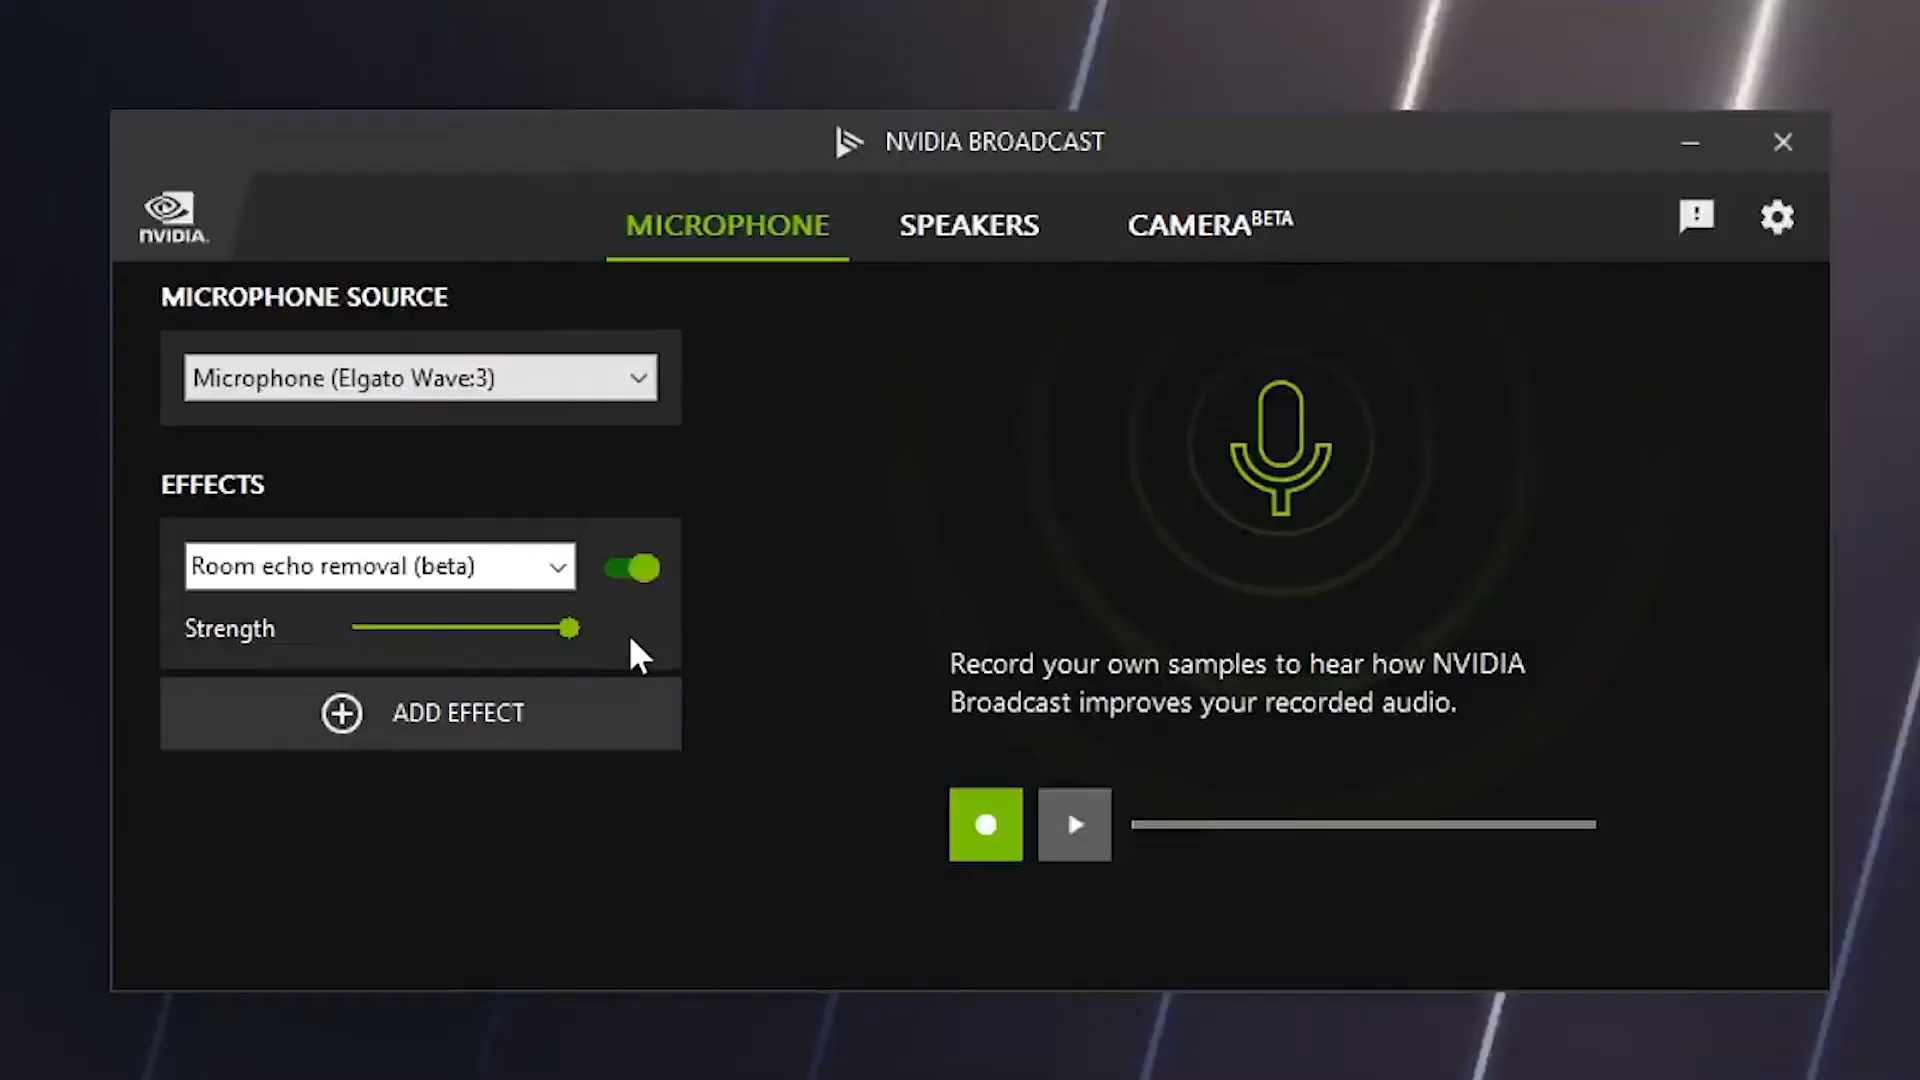 NVIDIA BROADCAST
NVIDIA.
MICROPHONE
SPEAKERS
CAMERA BETA
MICROPHONE SOURCE
Microphone (Elgato Wave:3)
EFFECTS
Room echo removal (beta)
Strength
ADD EFFECT
Record your own samples to hear how NVIDIA
Broadcast improves your recorded audio.